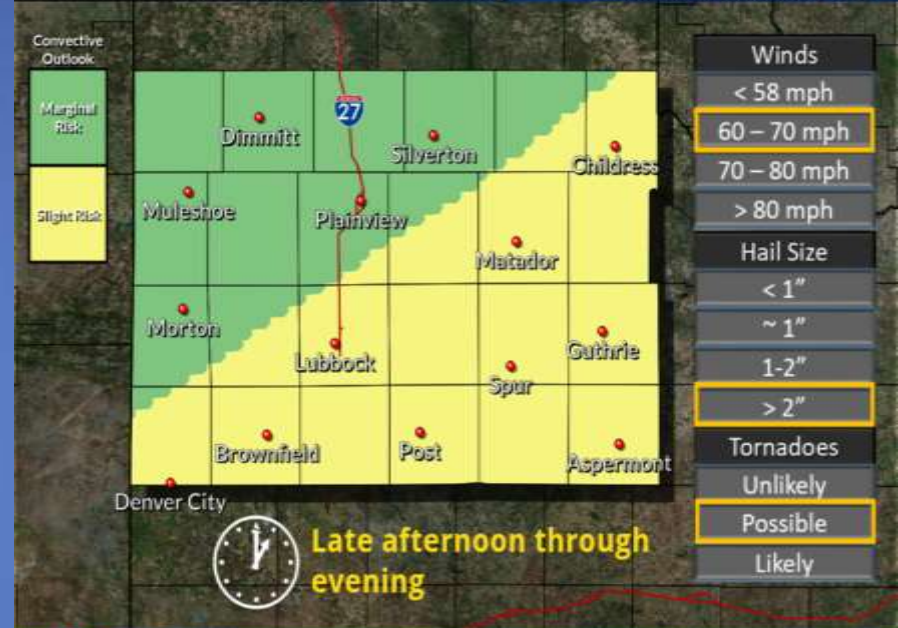 Convective
Outlook
Marginal
Risk
Slight Risk
27
Dimmitt
Silverton
Childress
Muleshoe
Plainview
Matador
Morton
Lubbock
Guthrie
Spur
Brownfield
Post
Aspermont
Denver City
Late afternoon through
evening
Winds
< 58 mph
60 – 70 mph
70 – 80 mph
> 80 mph
Hail Size
< 1”
~ 1”
1-2”
> 2”
Tornadoes
Unlikely
Possible
Likely